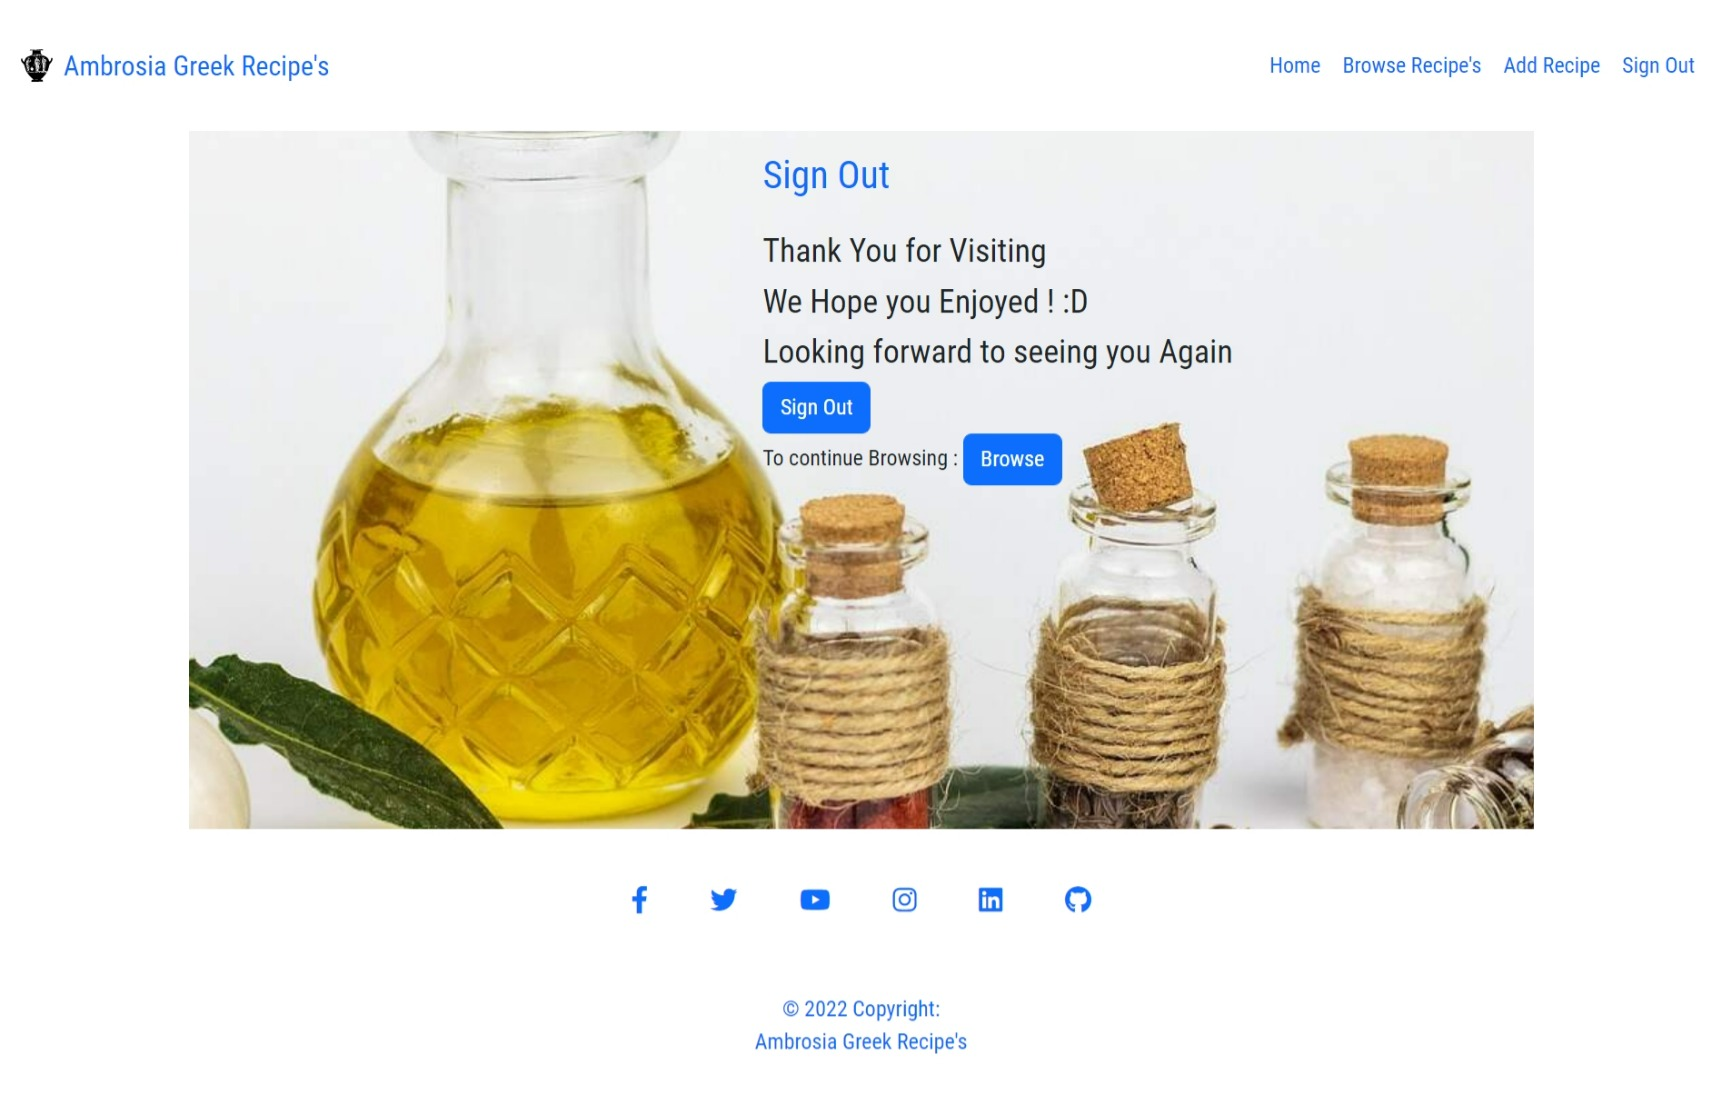 Ambrosia Greek Recipe's
Home Browse Recipe's Add Recipe Sign Out
Sign Out
Thank You for Visiting
We Hope you Enjoyed ! :D
Looking forward to seeing you Again
Sign Out
To continue Browsing : Browse
© 2022 Copyright:
Ambrosia Greek Recipe's